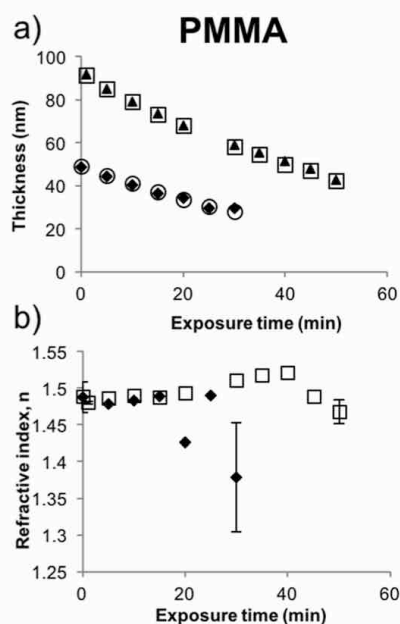 a) PMMA
100
80
60
40
20
0
Thickness (nm)
0 20 40 60
Exposure time (min)
b)
1.55
1.5
1.45
1.4
1.35
1.3
1.25
Refractive index, n
0 20 40 60
Exposure time (min)